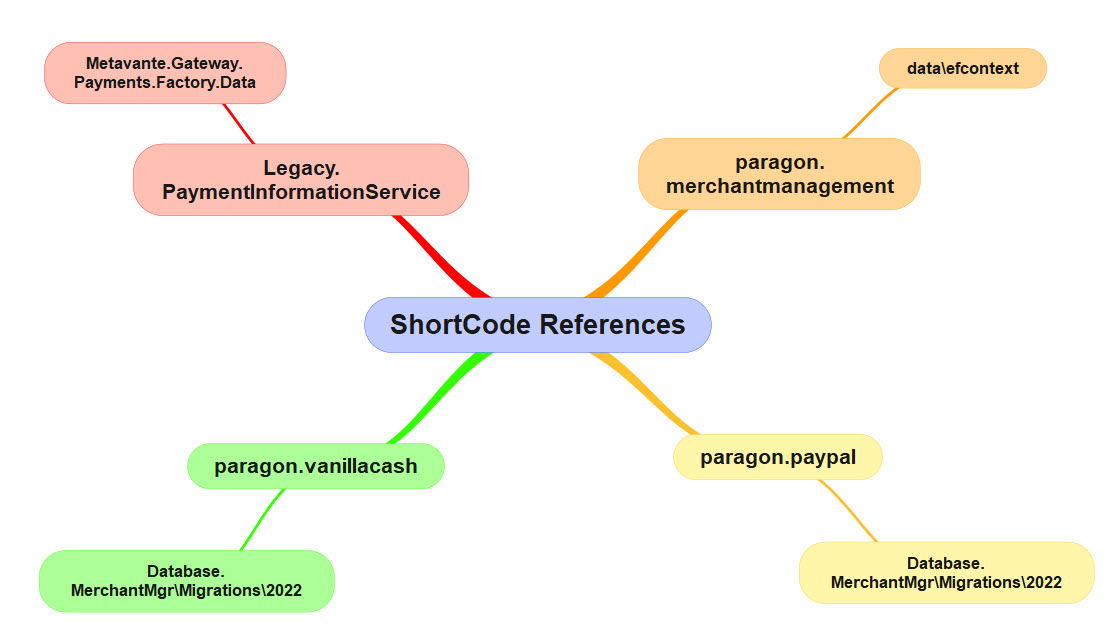 Metavante.Gateway.
Payments.Factory.Data
data\efcontext
Legacy.
PaymentInformationService
paragon.
merchantmanagement
ShortCode References
paragon.vanillacash
paragon.paypal
Database.
MerchantMgr\Migrations\2022
Database.
MerchantMgr\Migrations\2022